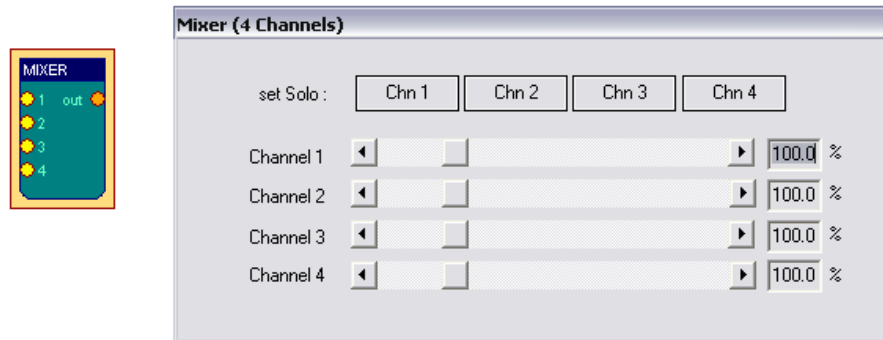 Mixer (4 Channels)
MIXER
1 out
2
3
4
set Solo : Chn 1 Chn 2 Chn 3 Chn 4
Channel 1 100.0 %
Channel 2 100.0 %
Channel 3 100.0 %
Channel 4 100.0 %